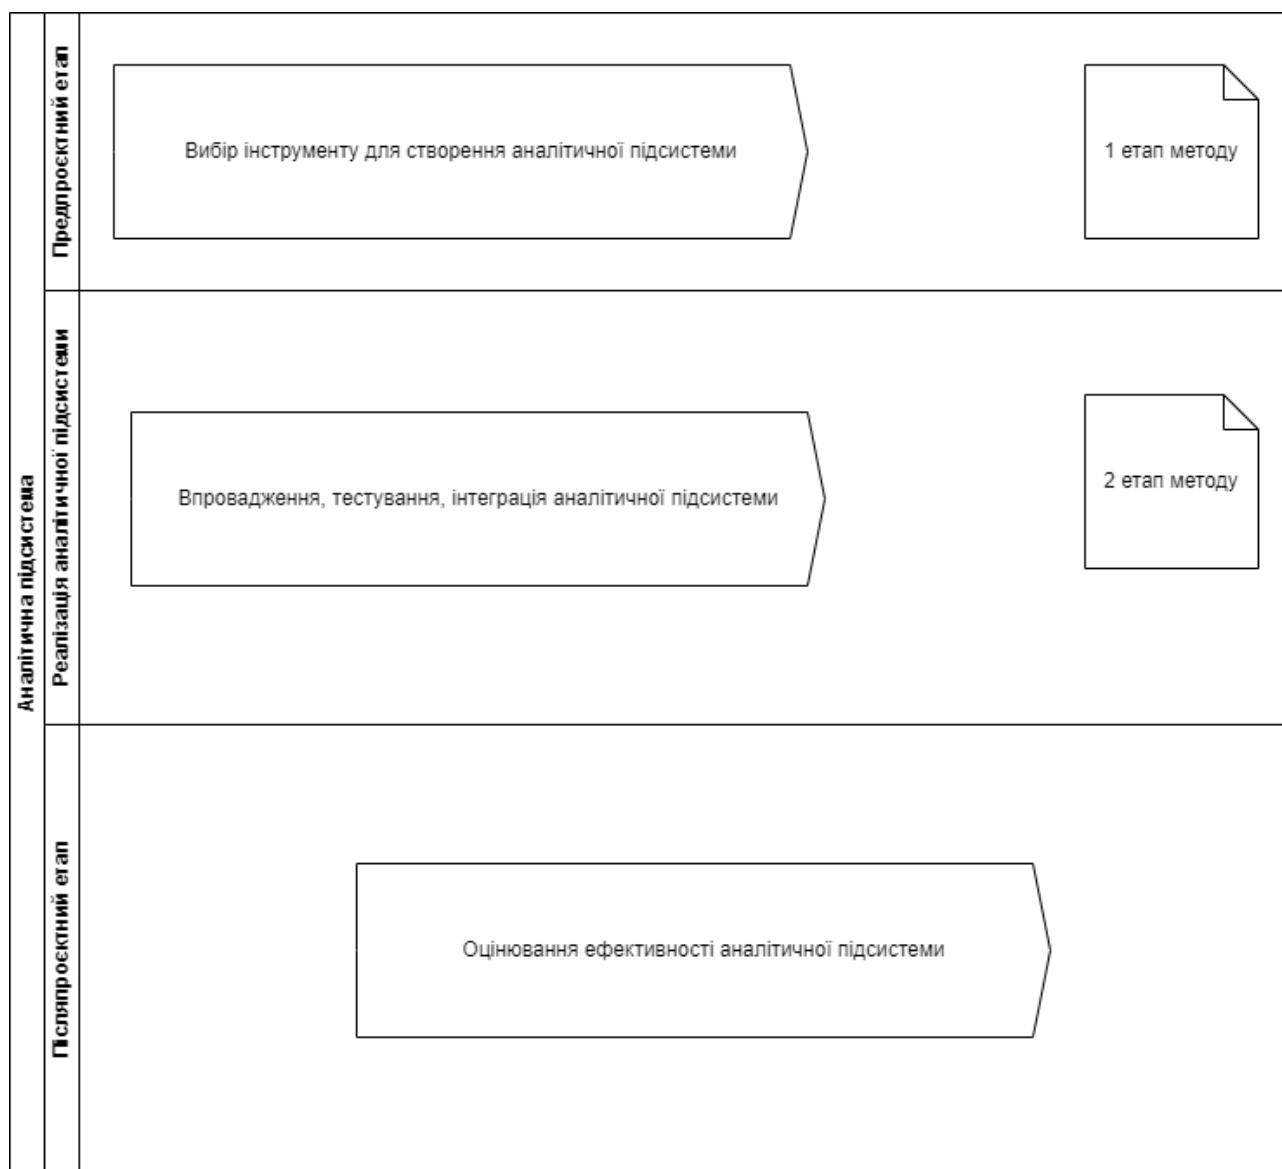 Аналітична підсистема
Предпроєктний етап
Вибір інструменту для створення аналітичної підсистеми
1 етап методу
Реалізація аналітичної підсистеми
Впровадження, тестування, інтеграція аналітичної підсистеми
2 етап методу
Післяпроєктний етап
Оцінювання ефективності аналітичної підсистеми